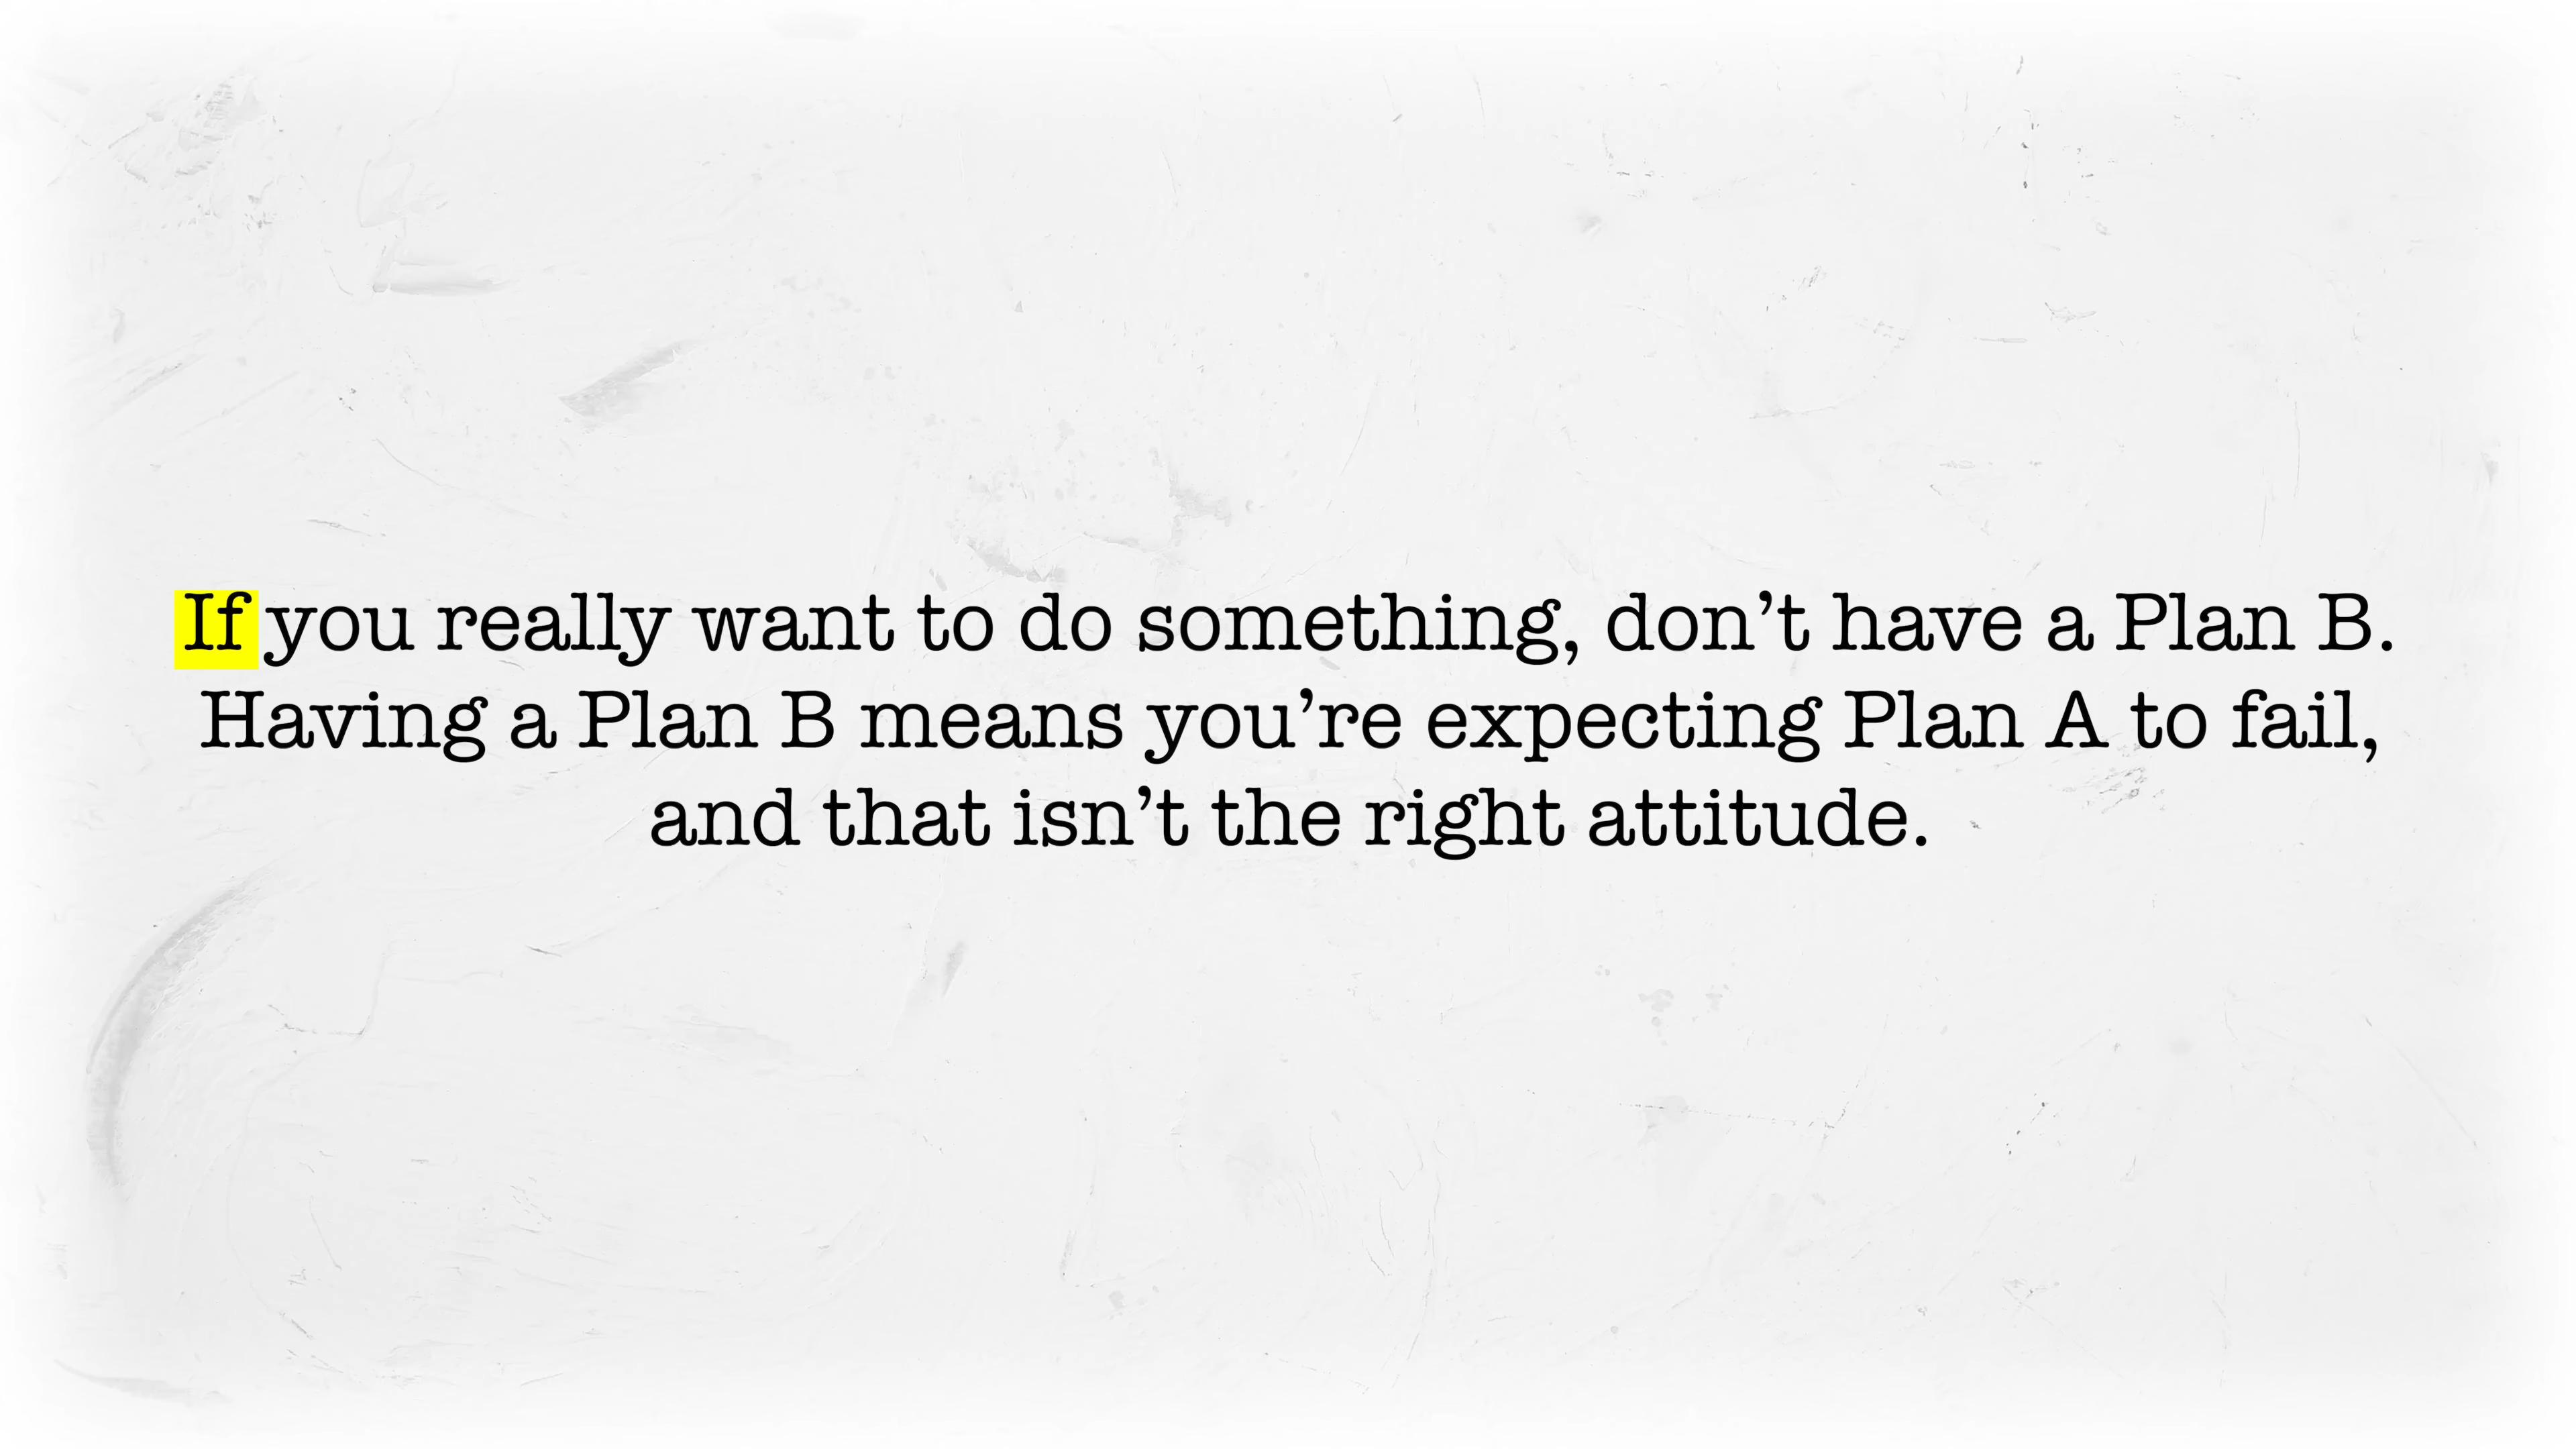 If you really want to do something, don’t have a Plan B.
Having a Plan B means you’re expecting Plan A to fail,
and that isn’t the right attitude.